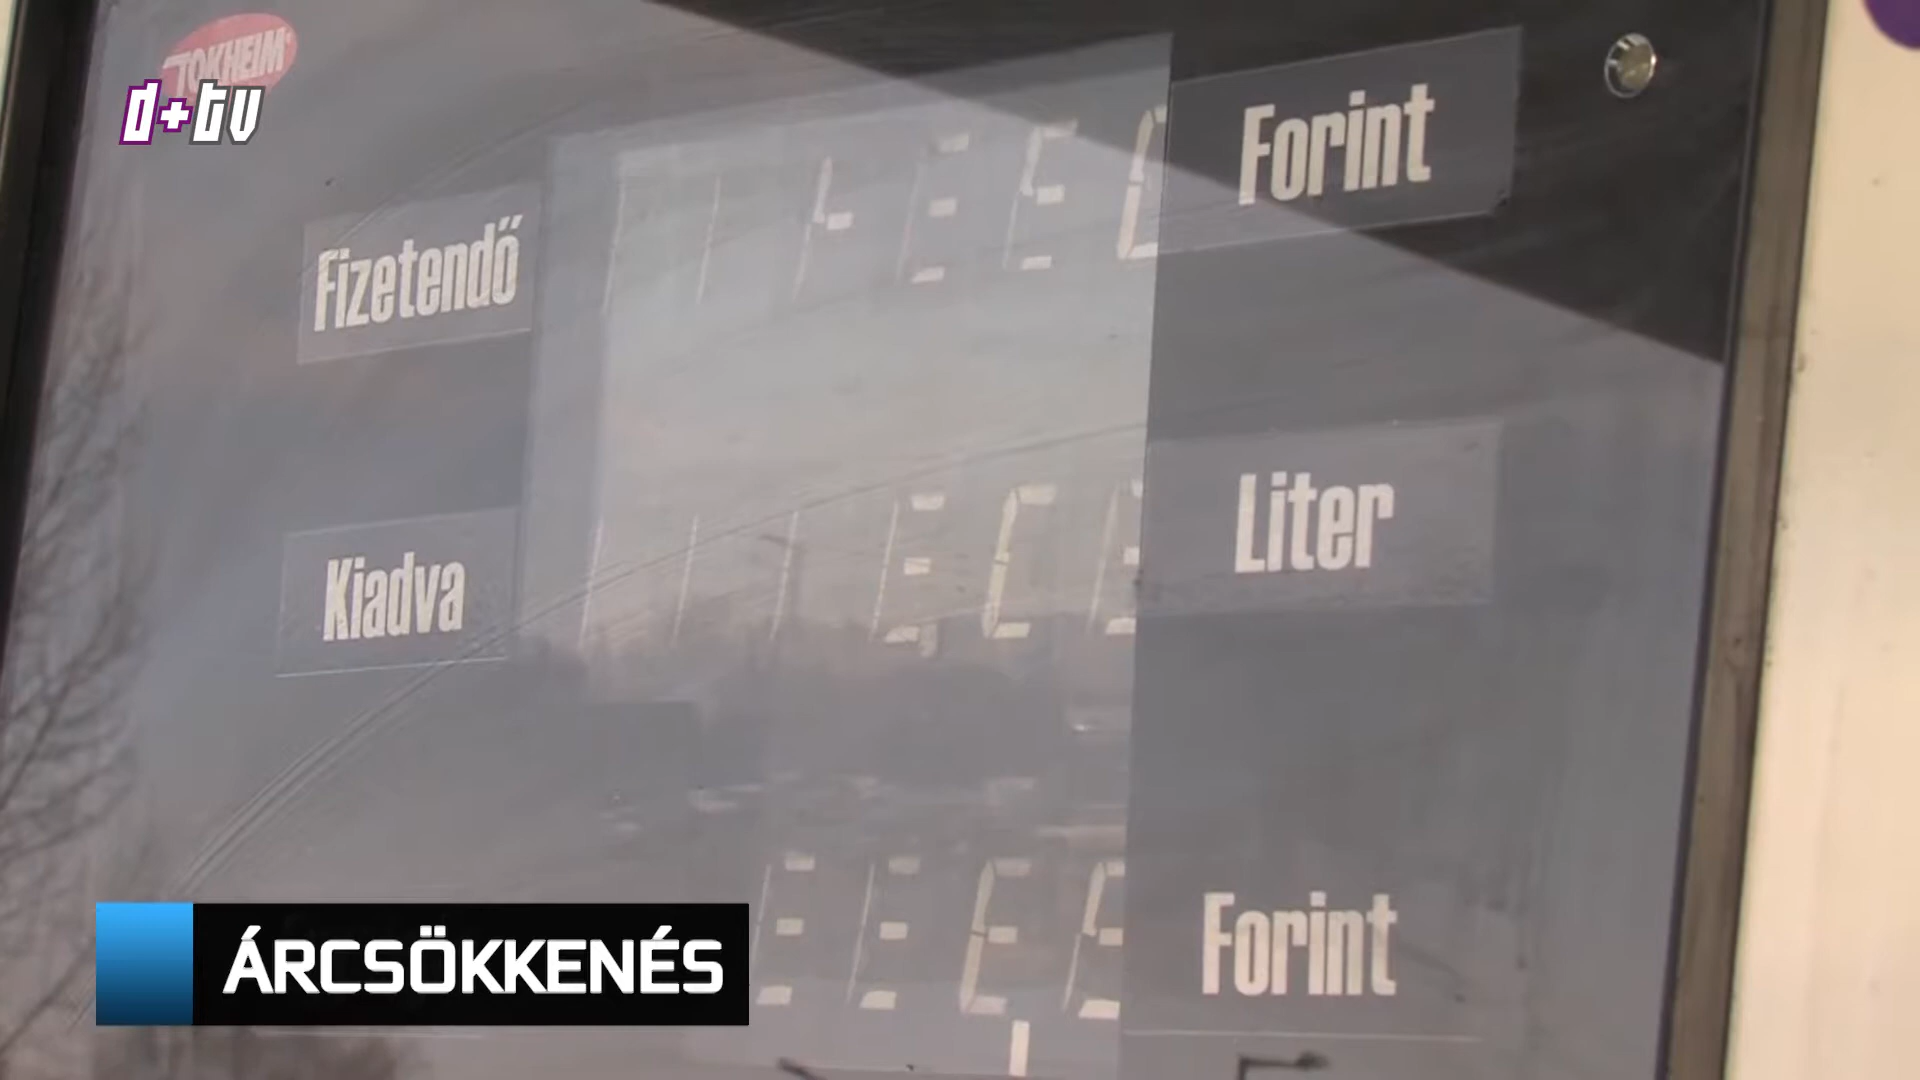 TOKHEIM
d+tv
Forint
Fizetendő
Liter
Kiadva
Forint
ÁRCSÖKKENÉS